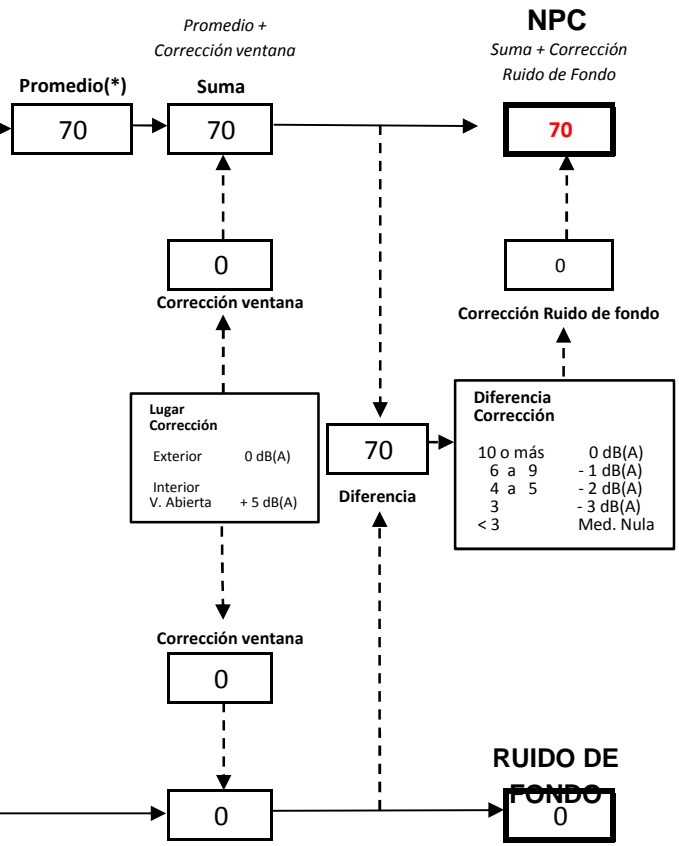 NPC
Promedio +
Corrección ventana
Suma + Corrección
Ruido de Fondo
Promedio(*)
Suma
70
70
70
0
0
Corrección ventana
Corrección Ruido de fondo
Lugar
Corrección
Exterior 0 dB(A)
Interior
V. Abierta + 5 dB(A)
70
Diferencia
Diferencia
Corrección
10 o más 0 dB(A)
6 a 9 - 1 dB(A)
4 a 5 - 2 dB(A)
3 - 3 dB(A)
< 3 Med. Nula
Corrección ventana
0
RUIDO DE
FONDO
0
0